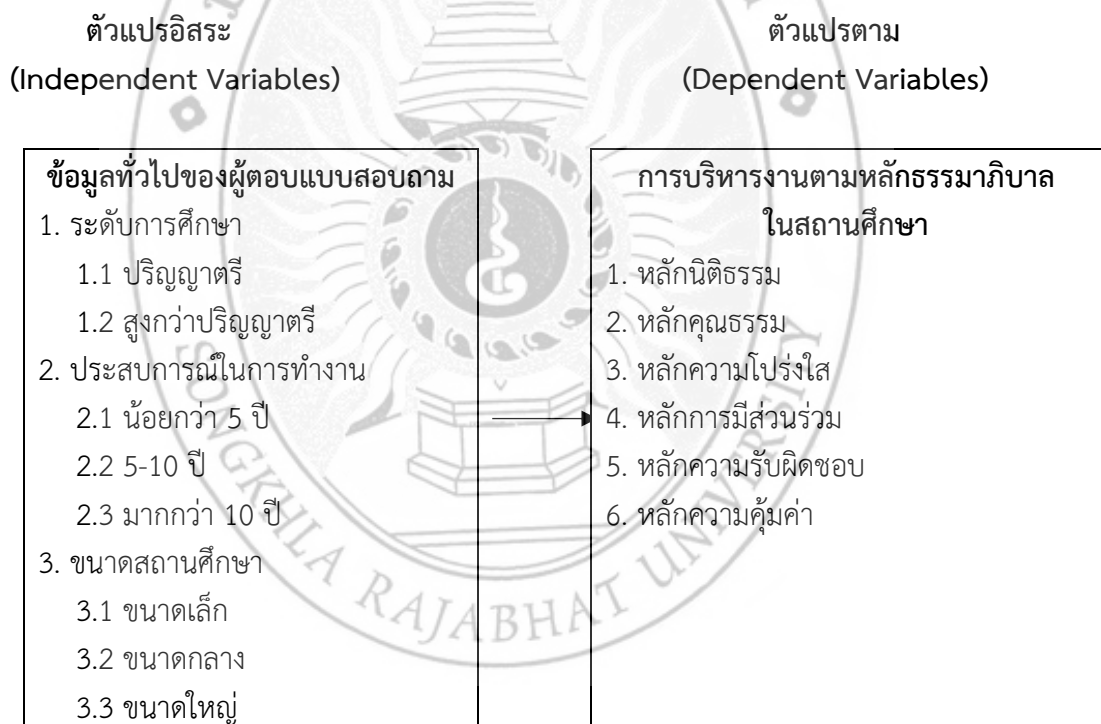 ตัวแปรอิสระ
(Independent Variables)
ตัวแปรตาม
(Dependent Variables)
ข้อมูลทั่วไปของผู้ตอบแบบสอบถาม
1. ระดับการศึกษา
1.1 ปริญญาตรี
1.2 สูงกว่าปริญญาตรี
2. ประสบการณ์ในการทำงาน
2.1 น้อยกว่า 5 ปี
2.2 5-10 ปี
2.3 มากกว่า 10 ปี
3. ขนาดสถานศึกษา
3.1 ขนาดเล็ก
3.2 ขนาดกลาง
3.3 ขนาดใหญ่
การบริหารงานตามหลักธรรมาภิบาล
ในสถานศึกษา
1. หลักนิติธรรม
2. หลักคุณธรรม
3. หลักความโปร่งใส
4. หลักการมีส่วนร่วม
5. หลักความรับผิดชอบ
6. หลักความคุ้มค่า
SONGKHLA RAJABHAT UNIVERSITY